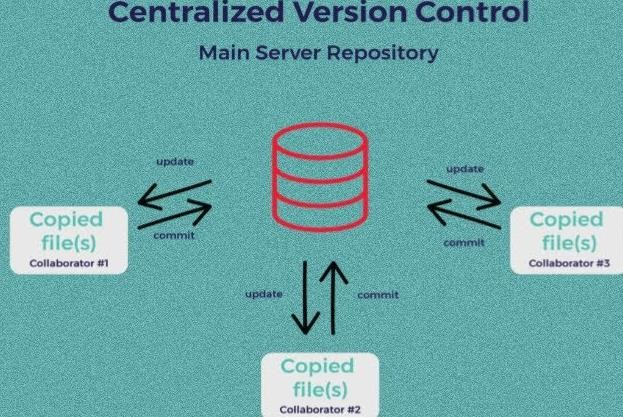 Centralized Version Control
Main Server Repository
update
commit
update
commit
Copied
file(s)
Collaborator #1
Copied
file(s)
Collaborator #3
update
commit
Copied
file(s)
Collaborator #2